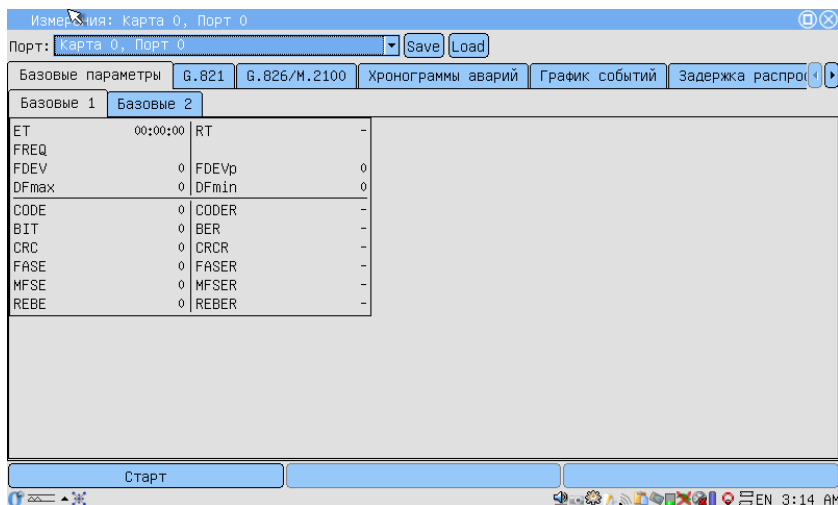 Измерения: Карта 0, Порт 0
Порт: Карта 0, Порт 0 Save Load
Базовые параметры G.821 G.826/M.2100 Хронограммы аварий График событий Задержка распрос
Базовые 1 Базовые 2
ET 00:00:00 RT -
FREQ
FDEV 0 FDEVp 0
DFmax 0 DFmin 0
CODE 0 CODER -
BIT 0 BER -
CRC 0 CRCR -
FASE 0 FASER -
MFSE 0 MFSER -
REBE 0 REBER -
Старт
EN 3:14 AM